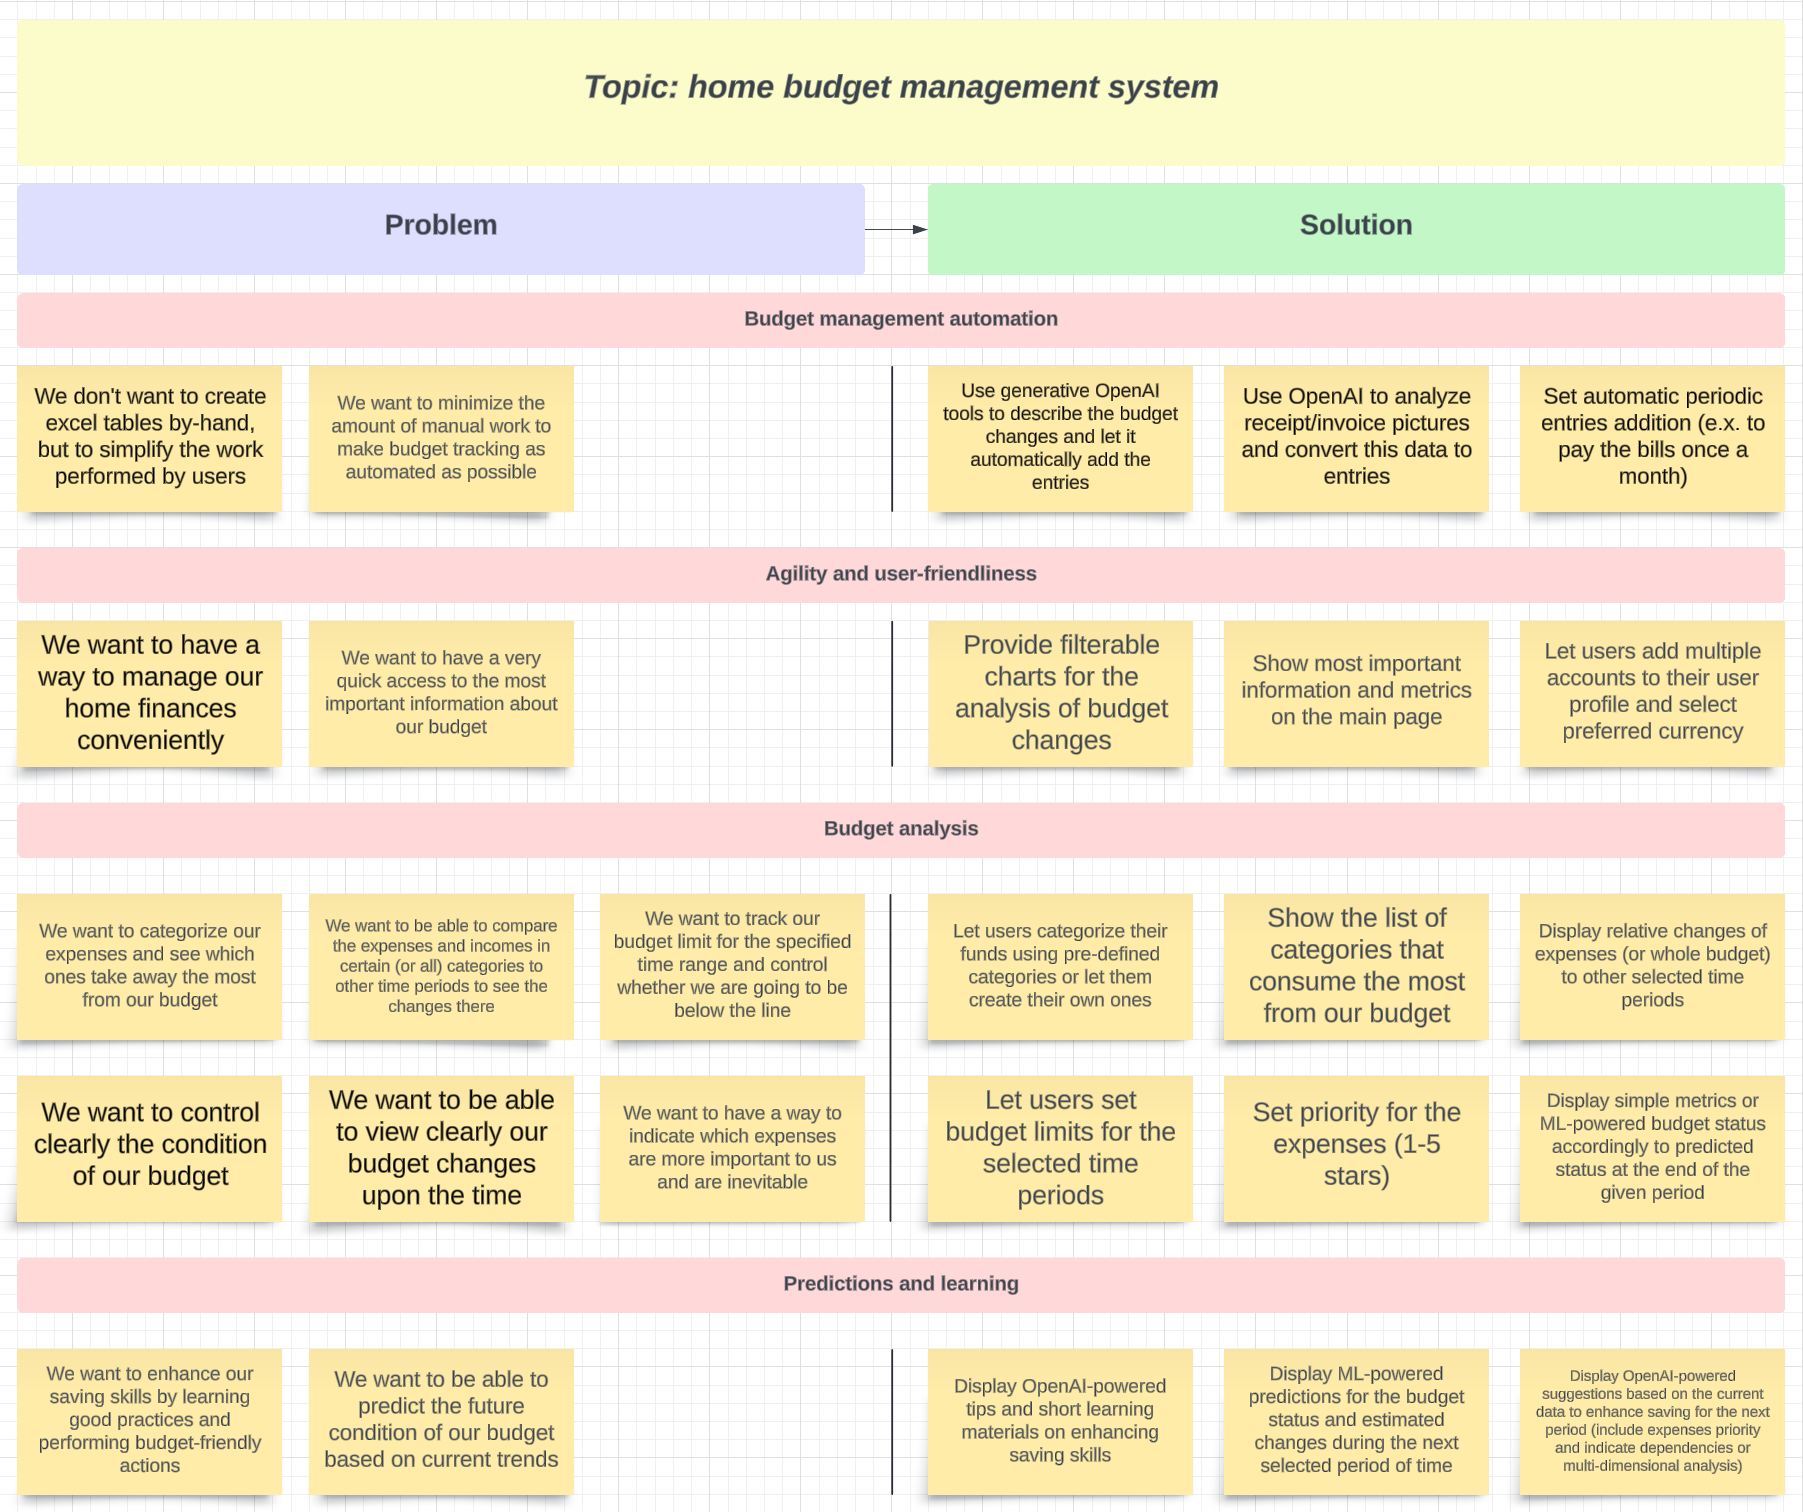 Topic: home budget management system
Problem
Solution
Budget management automation
We don't want to create
excel tables by-hand,
but to simplify the work
performed by users
We want to minimize the
amount of manual work to
make budget tracking as
automated as possible
Use generative OpenAI
tools to describe the budget
changes and let it
automatically add the
entries
Use OpenAI to analyze
receipt/invoice pictures
and convert this data to
entries
Set automatic periodic
entries addition (e.x. to
pay the bills once a
month)
Agility and user-friendliness
We want to have a
way to manage our
home finances
conveniently
We want to have a very
quick access to the most
important information about
our budget
Provide filterable
charts for the
analysis of budget
changes
Show most important
information and metrics
on the main page
Let users add multiple
accounts to their user
profile and select
preferred currency
Budget analysis
We want to categorize our
expenses and see which
ones take away the most
from our budget
We want to be able to compare
the expenses and incomes in
certain (or all) categories to
other time periods to see the
changes there
We want to track our
budget limit for the specified
time range and control
whether we are going to be
below the line
Let users categorize their
funds using pre-defined
categories or let them
create their own ones
Show the list of
categories that
consume the most
from our budget
Display relative changes of
expenses (or whole budget)
to other selected time
periods
We want to control
clearly the condition
of our budget
We want to be able
to view clearly our
budget changes
upon the time
We want to have a way to
indicate which expenses
are more important to us
and are inevitable
Let users set
budget limits for the
selected time
periods
Set priority for the
expenses (1-5
stars)
Display simple metrics or
ML-powered budget status
accordingly to predicted
status at the end of the
given period
Predictions and learning
We want to enhance our
saving skills by learning
good practices and
performing budget-friendly
actions
We want to be able to
predict the future
condition of our budget
based on current trends
Display OpenAI-powered
tips and short learning
materials on enhancing
saving skills
Display ML-powered
predictions for the budget
status and estimated
changes during the next
selected period of time
Display OpenAI-powered
suggestions based on the current
data to enhance saving for the next
period (include expenses priority
and indicate dependencies or
multi-dimensional analysis)